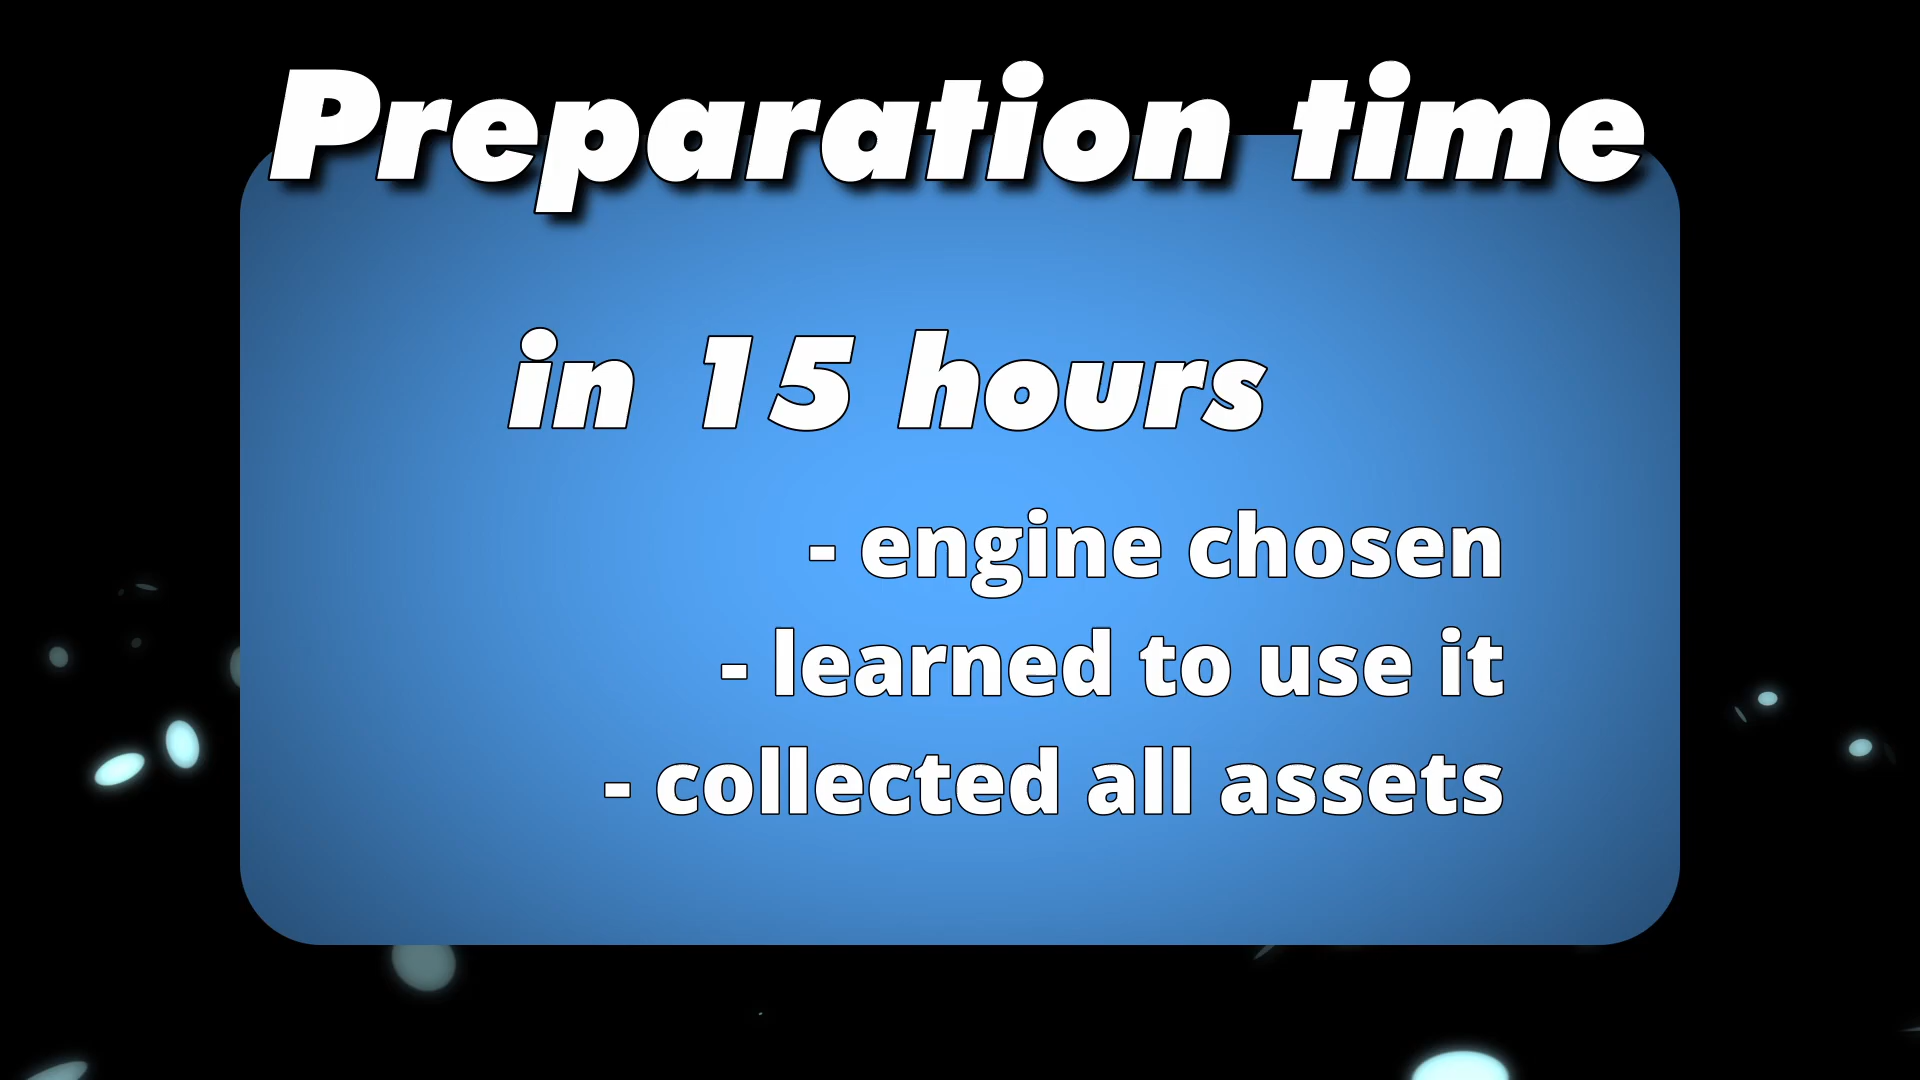 Preparation time
in 15 hours
- engine chosen
- learned to use it
- collected all assets